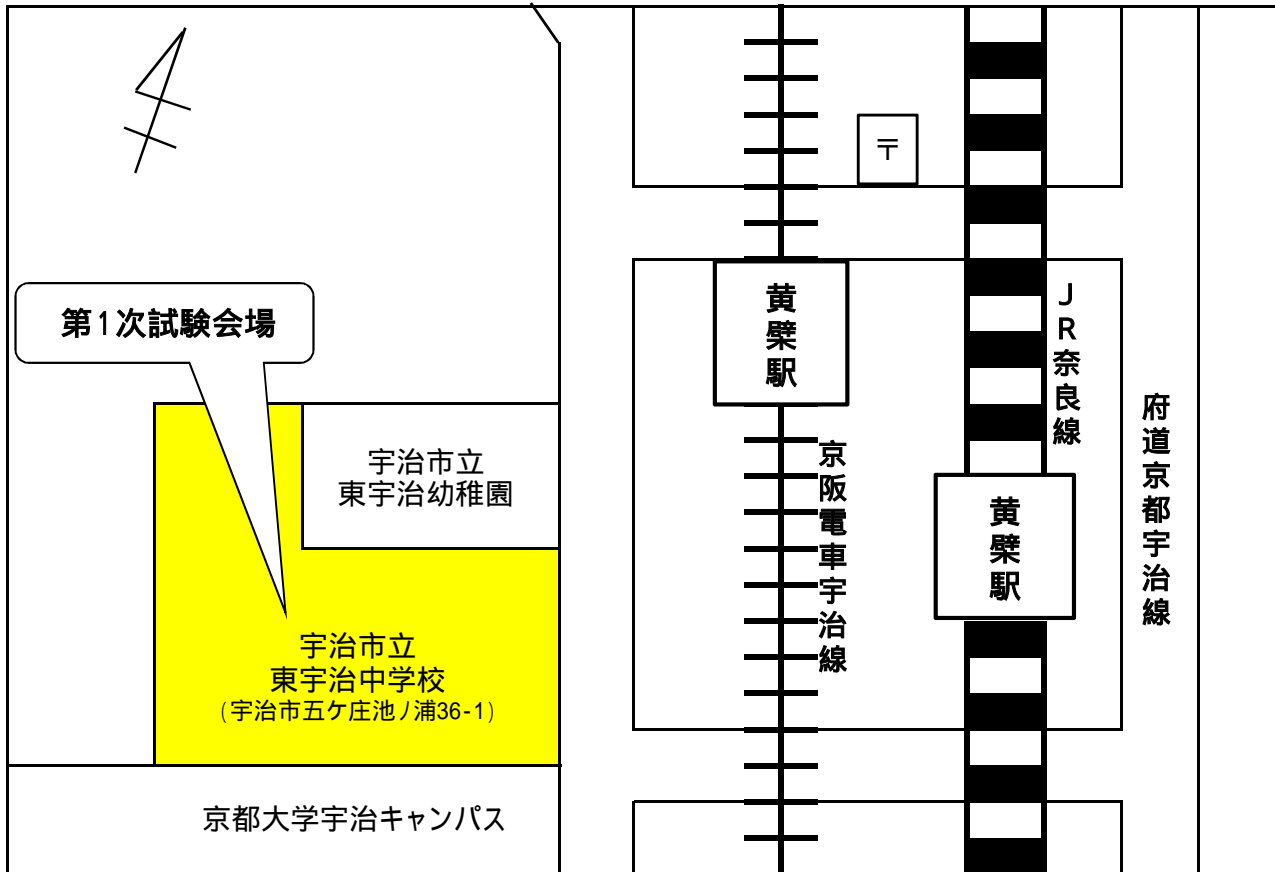 〒
第1次試験会場
黄檗駅
JR奈良線
府道京都宇治線
宇治市立
東宇治幼稚園
京阪電車宇治線
黄檗駅
宇治市立
東宇治中学校
(宇治市五ケ庄池ノ浦36-1)
京都大学宇治キャンパス